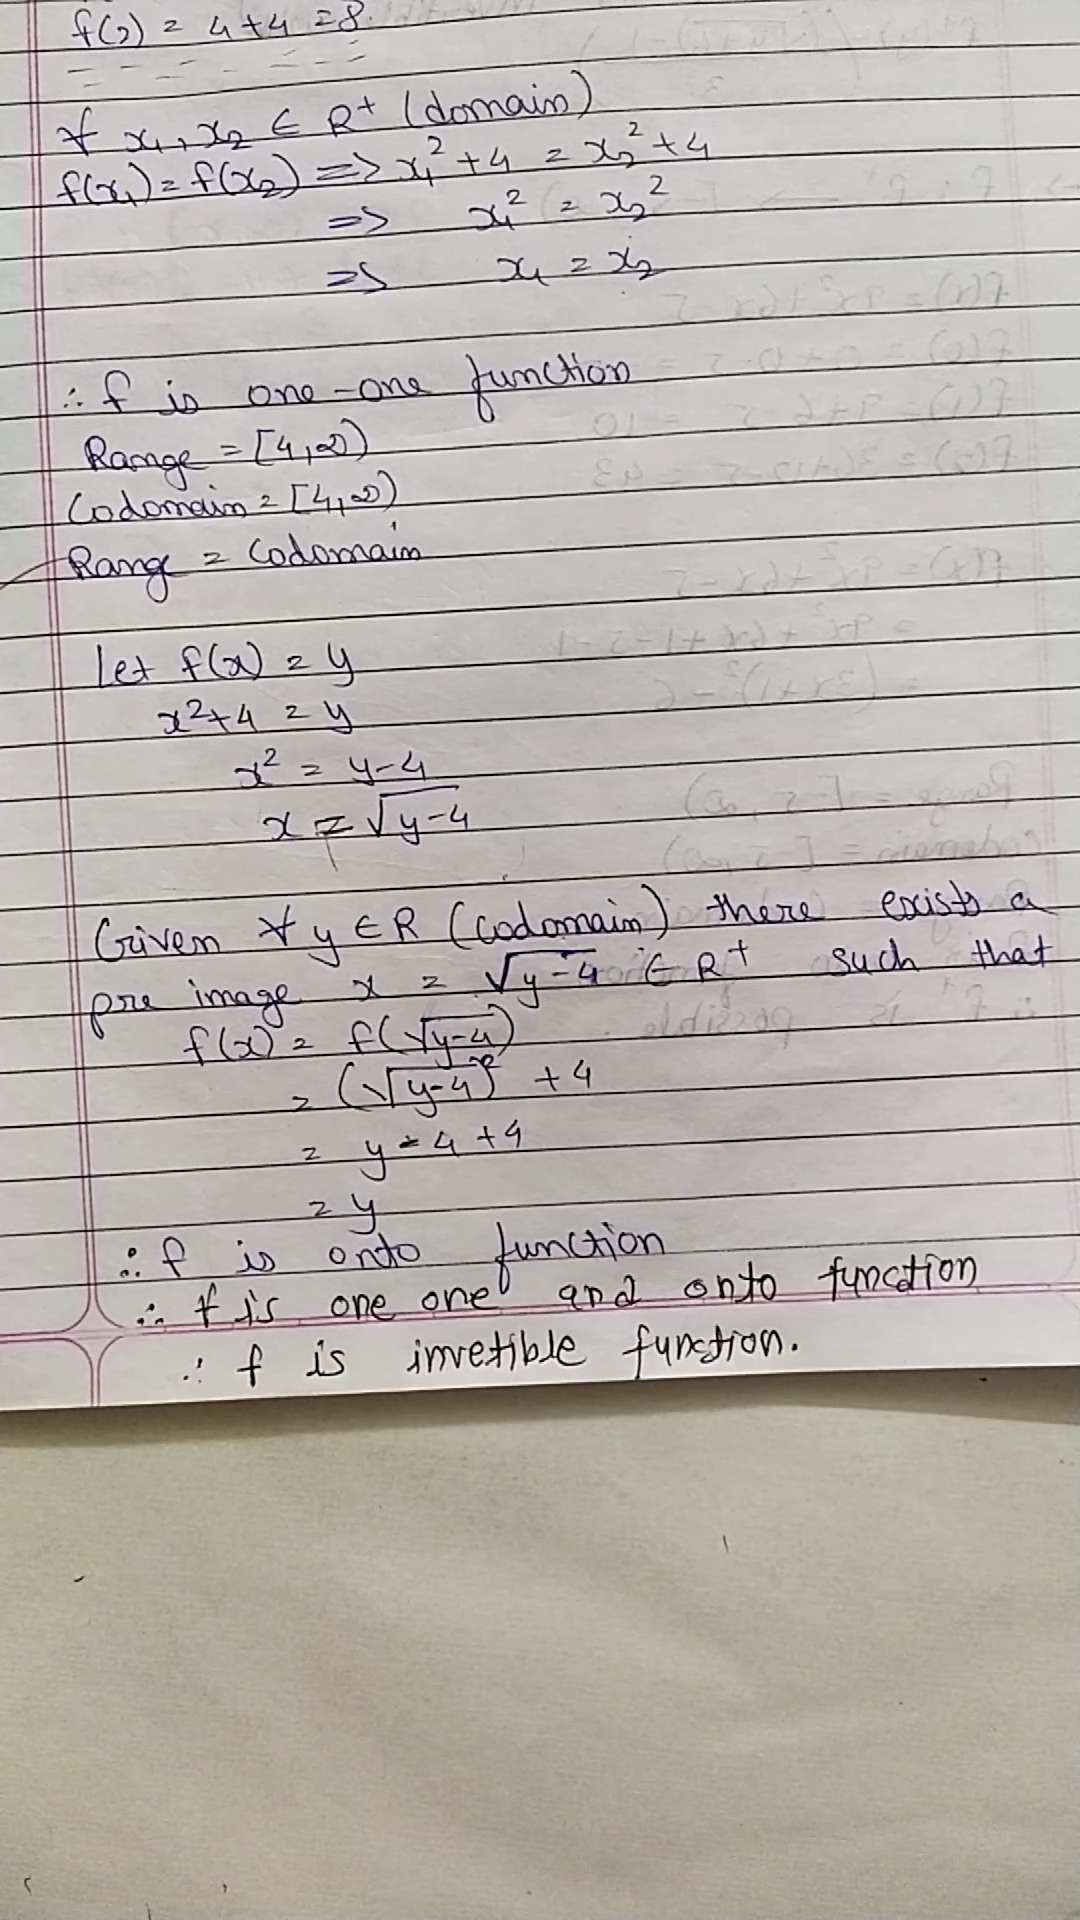 f(2) = 4+4 = 8.
∀ x₁, x₂ ∈ R⁺ (domain)
f(x₁) = f(x₂) => x₁² + 4 = x₂² + 4
=> x₁² = x₂²
=> x₁ = x₂
∴ f is one-one function
Range = [4,∞)
Codomain = [4,∞)
Range = Codomain
Let f(x) = y
x²+4 = y
x² = y-4
x = √y-4
Given ∀ y ∈ R (codomain) there exists a
pre image x = √y-4 ∈ R⁺ such that
f(x) = f(√y-4)
= (√y-4)² + 4
= y-4+4
= y
∴ f is onto function
∴ f is one one and onto function
∴ f is invetible function.